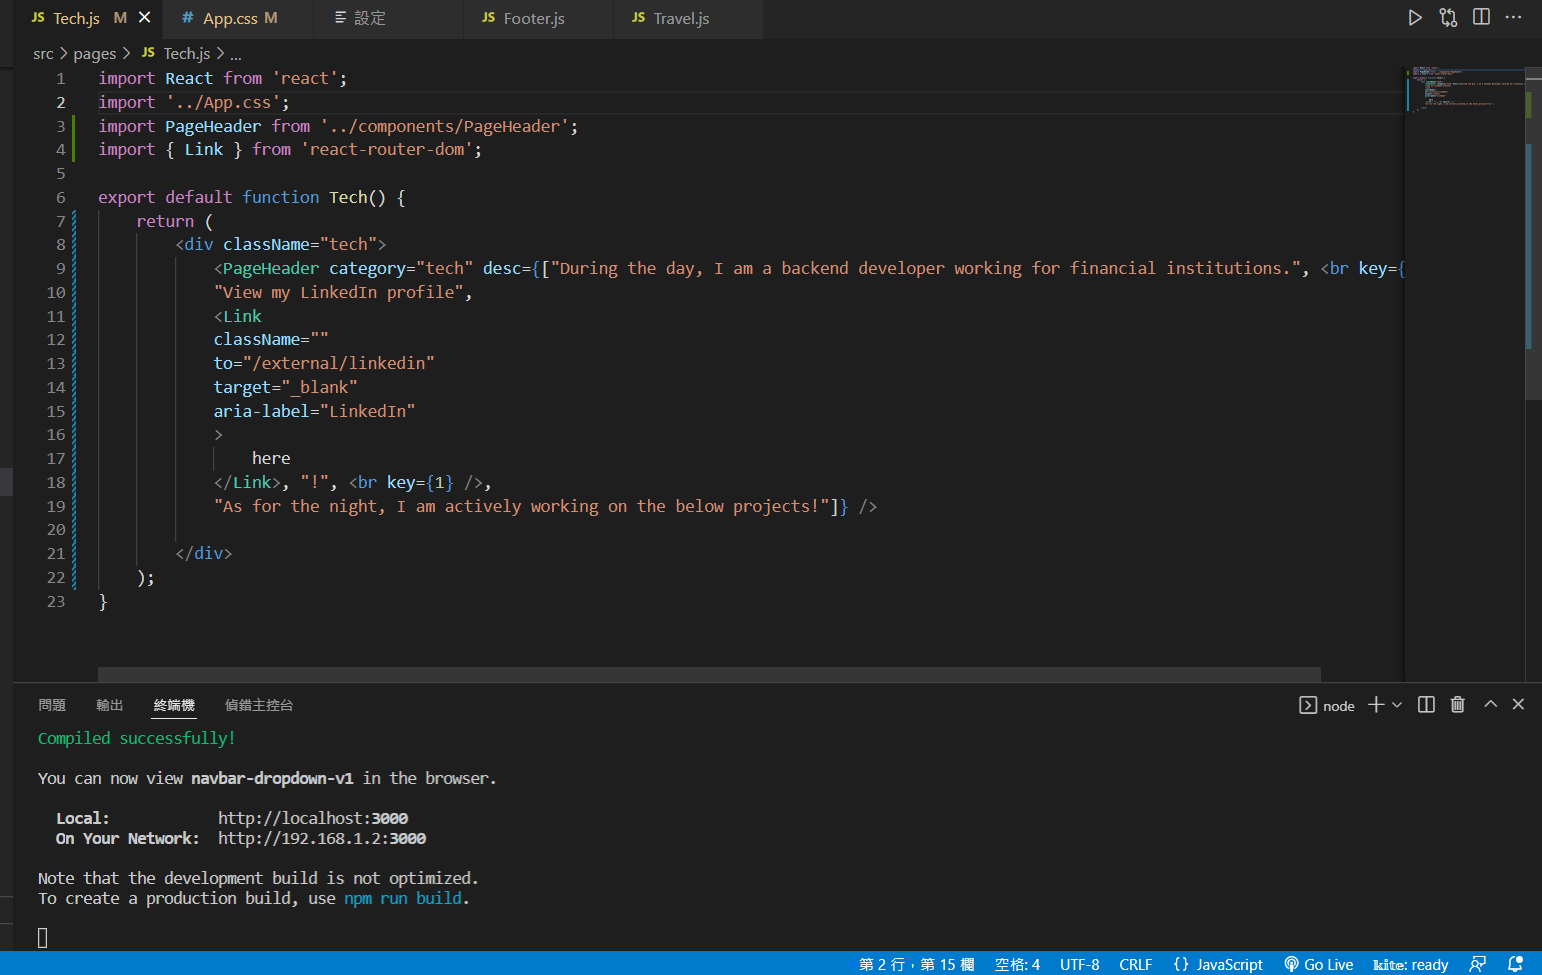 JS Tech.js M
# App.css M
設定
JS Footer.js
JS Travel.js
src > pages > JS Tech.js > ...
1 import React from 'react';
2 import '../App.css';
3 import PageHeader from '../components/PageHeader';
4 import { Link } from 'react-router-dom';
5
6 export default function Tech() {
7 return (
8 <div className="tech">
9 <PageHeader category="tech" desc={["During the day, I am a backend developer working for financial institutions.", <br key={
10 "View my LinkedIn profile",
11 <Link
12 className=""
13 to="/external/linkedin"
14 target="_blank"
15 aria-label="LinkedIn"
16 >
17 here
18 </Link>, "!", <br key={1} />,
19 "As for the night, I am actively working on the below projects!"]} />
20
21 </div>
22 );
23 }
問題 輸出 終端機 偵錯主控台
node
Compiled successfully!
You can now view navbar-dropdown-v1 in the browser.
Local: http://localhost:3000
On Your Network: http://192.168.1.2:3000
Note that the development build is not optimized.
To create a production build, use npm run build.
第 2 行，第 15 欄 空格: 4 UTF-8 CRLF {} JavaScript Go Live kite: ready